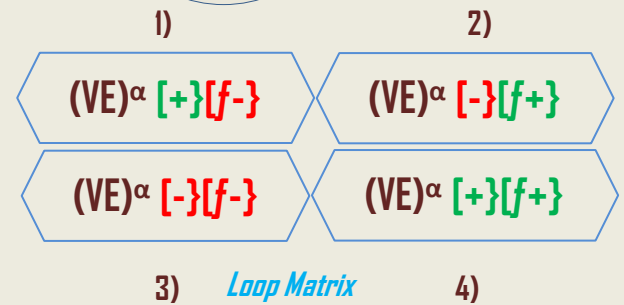 1) 2)
(VE)ᵅ [+}[ƒ-} (VE)ᵅ [-}[ƒ+}
(VE)ᵅ [-}[ƒ-} (VE)ᵅ [+}[ƒ+}
3) Loop Matrix 4)